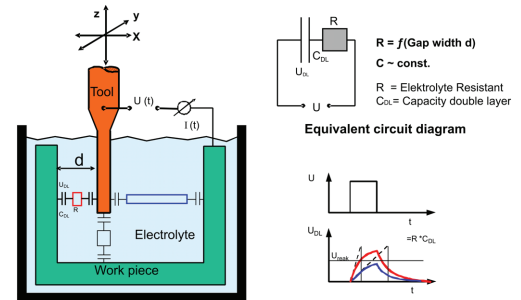 z
y
x
Tool
U (t)
I (t)
d
U_DL
R
C_DL
Electrolyte
Work piece
R
C_DL
U_DL
U
R = ƒ(Gap width d)
C ~ const.
R = Elektrolyte Resistant
C_DL= Capacity double layer
Equivalent circuit diagram
U
t
U_DL
=R *C_DL
t